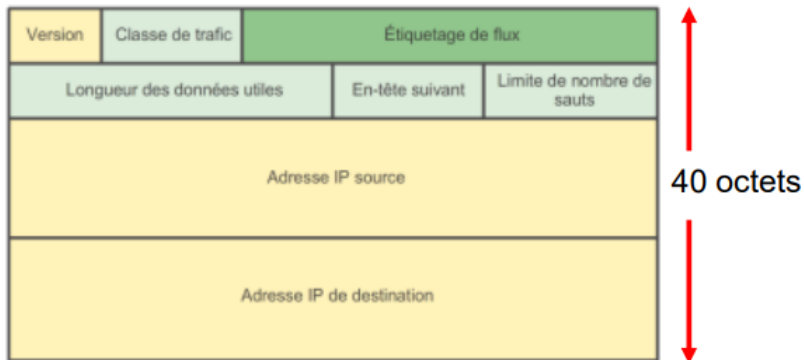 Version
Classe de trafic
Étiquetage de flux
Longueur des données utiles
En-tête suivant
Limite de nombre de
sauts
Adresse IP source
40 octets
Adresse IP de destination